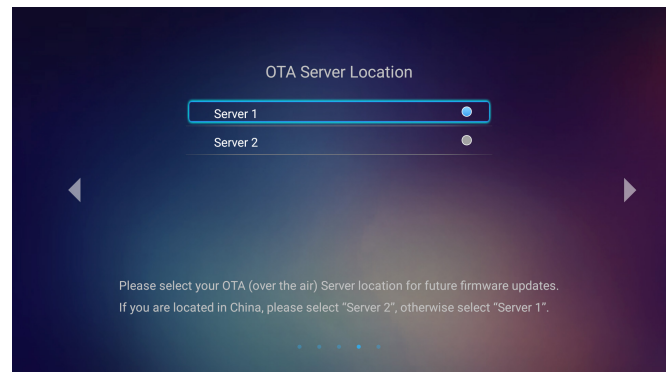 OTA Server Location
Server 1
Server 2
Please select your OTA (over the air) Server location for future firmware updates.
If you are located in China, please select “Server 2”, otherwise select “Server 1”.